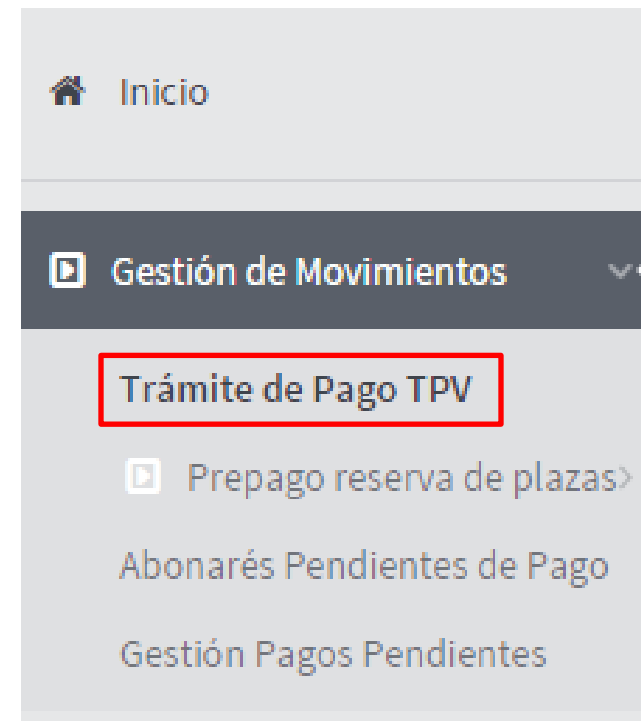 Inicio
Gestión de Movimientos
Trámite de Pago TPV
Prepago reserva de plazas
Abonarés Pendientes de Pago
Gestión Pagos Pendientes